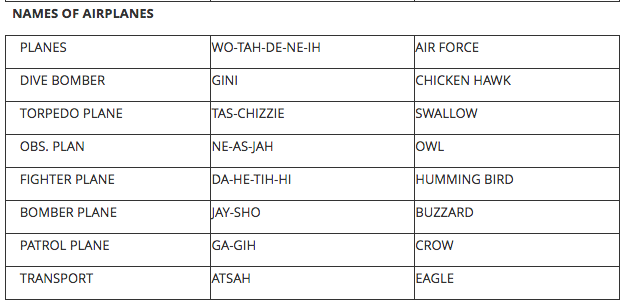 NAMES OF AIRPLANES
PLANES WO-TAH-DE-NE-IH AIR FORCE
DIVE BOMBER GINI CHICKEN HAWK
TORPEDO PLANE TAS-CHIZZIE SWALLOW
OBS. PLAN NE-AS-JAH OWL
FIGHTER PLANE DA-HE-TIH-HI HUMMING BIRD
BOMBER PLANE JAY-SHO BUZZARD
PATROL PLANE GA-GIH CROW
TRANSPORT ATSAH EAGLE